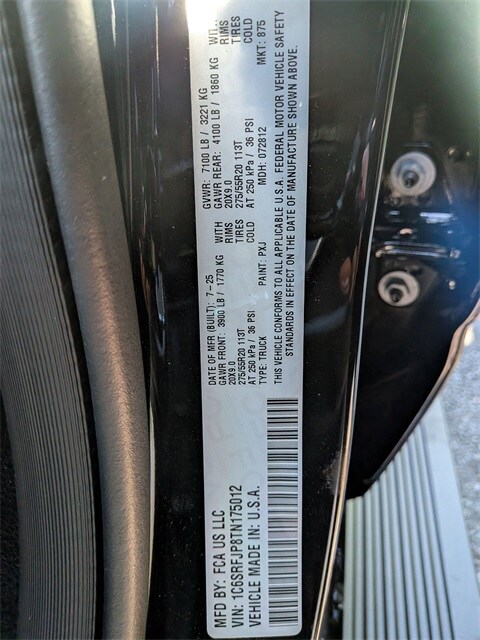 MFD BY: FCA US LLC
VIN: 1C6SRFJP8TN175012
VEHICLE MADE IN: U.S.A.
DATE OF MFR (BUILT): 7-25 GVWR: 7100 LB / 3221 KG
GAWR FRONT: 3900 LB / 1770 KG WITH GAWR REAR: 4100 LB / 1860 KG WITH
20X9.0 RIMS 20X9.0 RIMS
275/55R20 113T TIRES 275/55R20 113T TIRES
AT 250 kPa / 36 PSI COLD AT 250 kPa / 36 PSI COLD
TYPE: TRUCK PAINT: PXJ MDH: 072812 MKT: 875
THIS VEHICLE CONFORMS TO ALL APPLICABLE U.S.A. FEDERAL MOTOR VEHICLE SAFETY
STANDARDS IN EFFECT ON THE DATE OF MANUFACTURE SHOWN ABOVE.